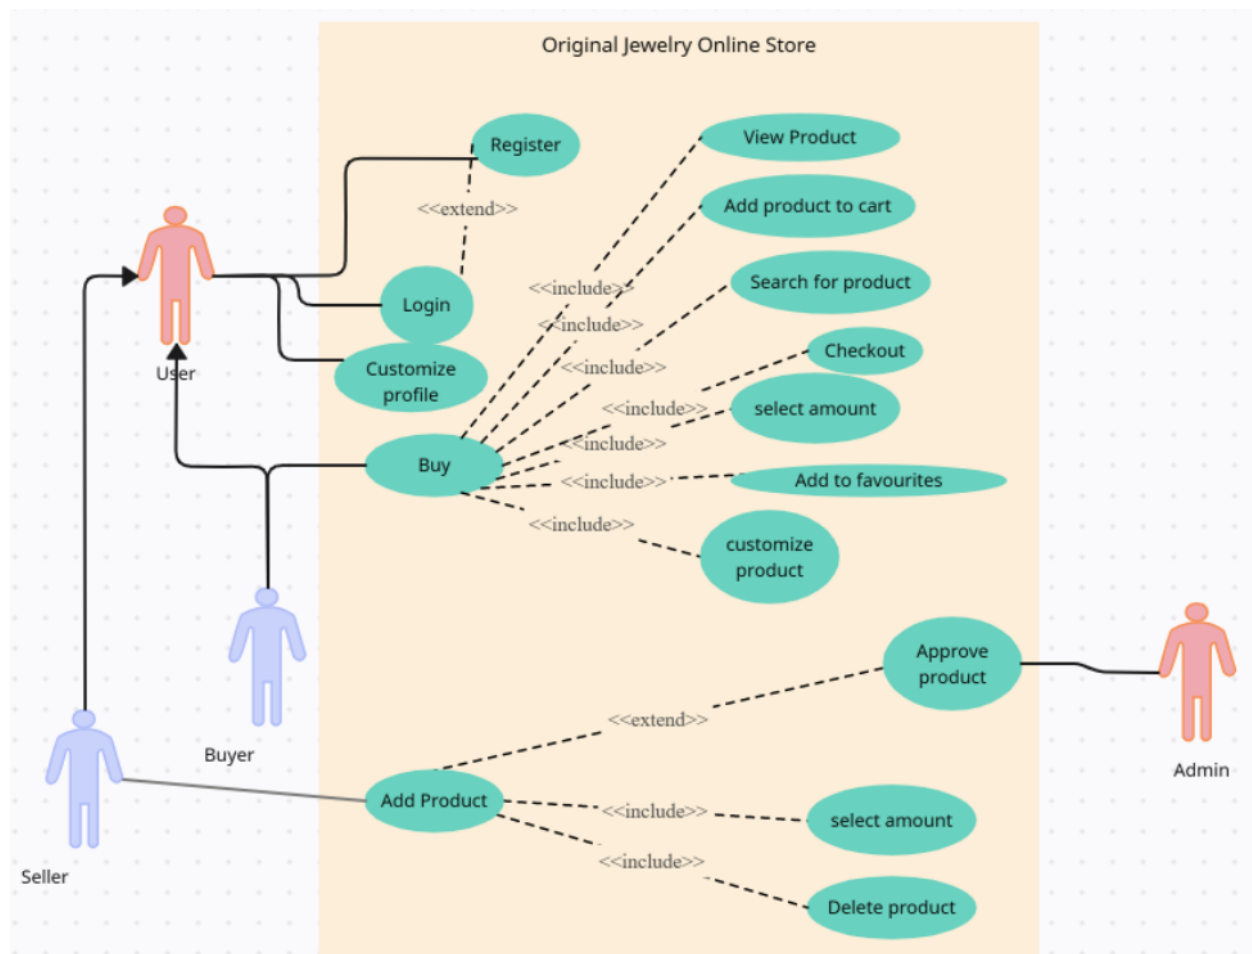 Original Jewelry Online Store
Register
View Product
<<extend>>
Add product to cart
Login
<<include>>
Search for product
<<include>>
User
Customize
profile
<<include>>
Checkout
<<include>>
select amount
Buy
<<include>>
<<include>>
Add to favourites
<<include>>
customize
product
Buyer
Approve
product
<<extend>>
Admin
Seller
Add Product
<<include>>
select amount
<<include>>
Delete product